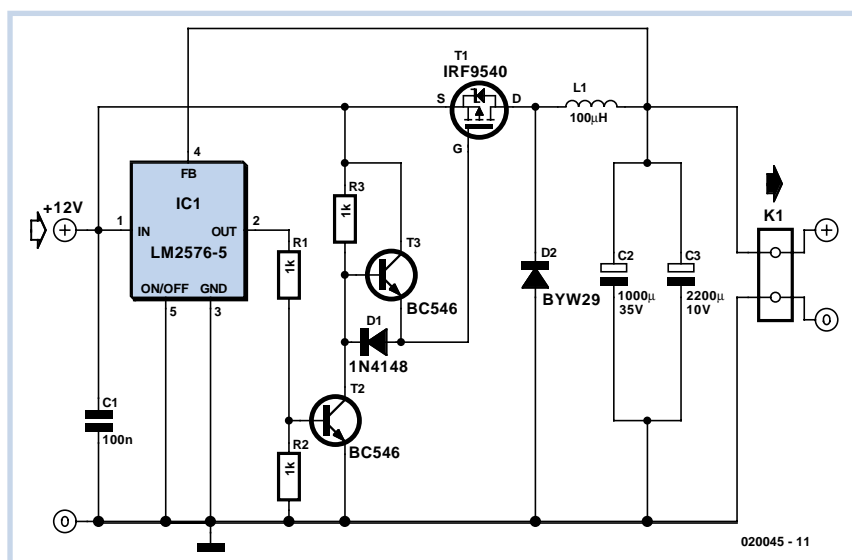 T1
IRF9540
S
D
G
L1
100µH
4
FB
IC1
+12V
1
IN
OUT
2
LM2576-5
ON/OFF
GND
5
3
R3
1k
R1
1k
T3
BC546
D1
1N4148
T2
BC546
R2
1k
C1
100n
D2
BYW29
C2
1000µ
35V
C3
2200µ
10V
K1
+
0
+
0
020045 - 11